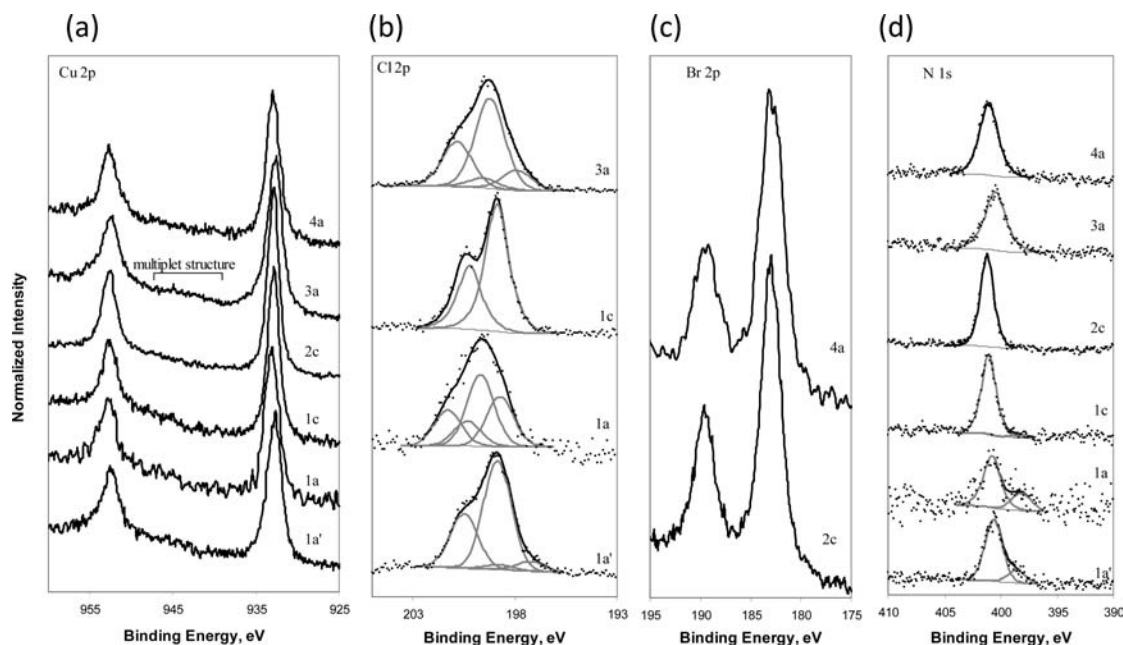 (a)
(b)
(c)
(d)
Cu 2p
Cl 2p
Br 2p
N 1s
4a
multiplet structure
3a
2c
1c
1a
1a'
3a
1c
1a
1a'
4a
2c
4a
3a
2c
1c
1a
1a'
Normalized Intensity
955 945 935 925
203 198 193
195 190 185 180 175
410 405 400 395 390
Binding Energy, eV
Binding Energy, eV
Binding Energy, eV
Binding Energy, eV